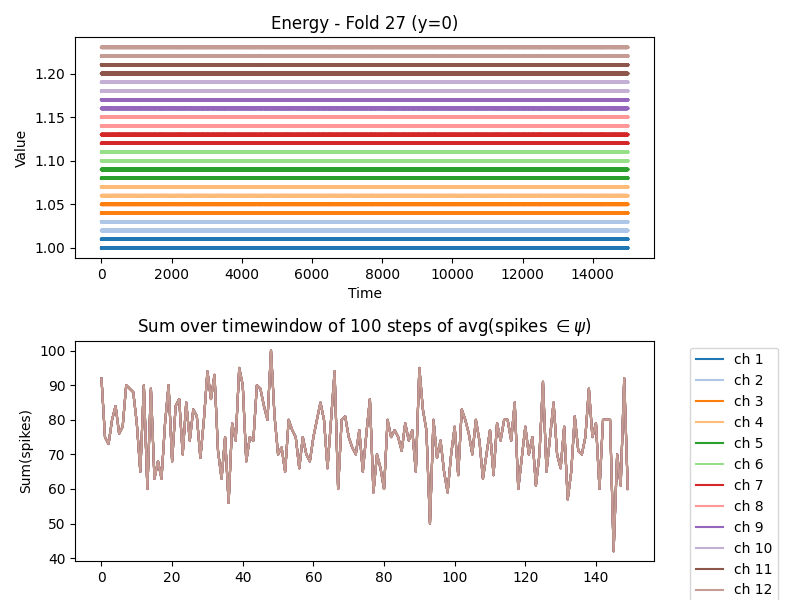 Energy - Fold 27 (y=0)
1.20
1.15
1.10
1.05
1.00
Value
0 2000 4000 6000 8000 10000 12000 14000
Time
Sum over timewindow of 100 steps of avg(spikes ∈ψ)
100
90
80
70
60
50
40
Sum(spikes)
0 20 40 60 80 100 120 140
ch 1
ch 2
ch 3
ch 4
ch 5
ch 6
ch 7
ch 8
ch 9
ch 10
ch 11
ch 12